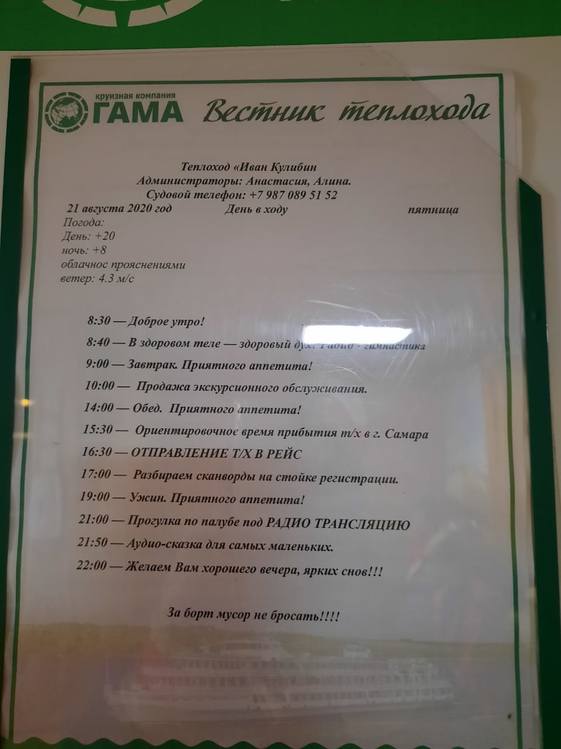 круизная компания
ГАМА Вестник теплохода
Теплоход «Иван Кулибин
Администраторы: Анастасия, Алина.
Судовой телефон: +7 987 089 51 52
21 августа 2020 год День в ходу пятница
Погода:
День: +20
ночь: +8
облачнос прояснениями
ветер: 4.3 м/с
8:30 — Доброе утро!
8:40 — В здоровом теле — здоровый дух! Радио - гимнастика
9:00 — Завтрак. Приятного аппетита!
10:00 — Продажа экскурсионного обслуживания.
14:00 — Обед. Приятного аппетита!
15:30 — Ориентировочное время прибытия т/х в г. Самара
16:30 — ОТПРАВЛЕНИЕ Т/Х В РЕЙС
17:00 — Разбираем сканворды на стойке регистрации.
19:00 — Ужин. Приятного аппетита!
21:00 — Прогулка по палубе под РАДИО ТРАНСЛЯЦИЮ
21:50 — Аудио-сказка для самых маленьких.
22:00 — Желаем Вам хорошего вечера, ярких снов!!!
За борт мусор не бросать!!!!